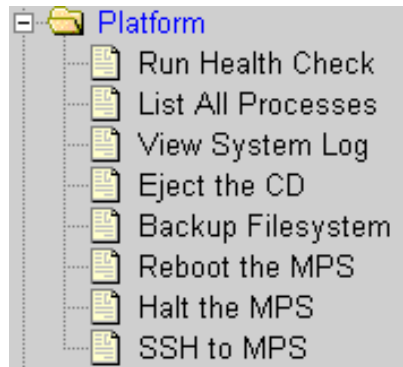 Platform
Run Health Check
List All Processes
View System Log
Eject the CD
Backup Filesystem
Reboot the MPS
Halt the MPS
SSH to MPS